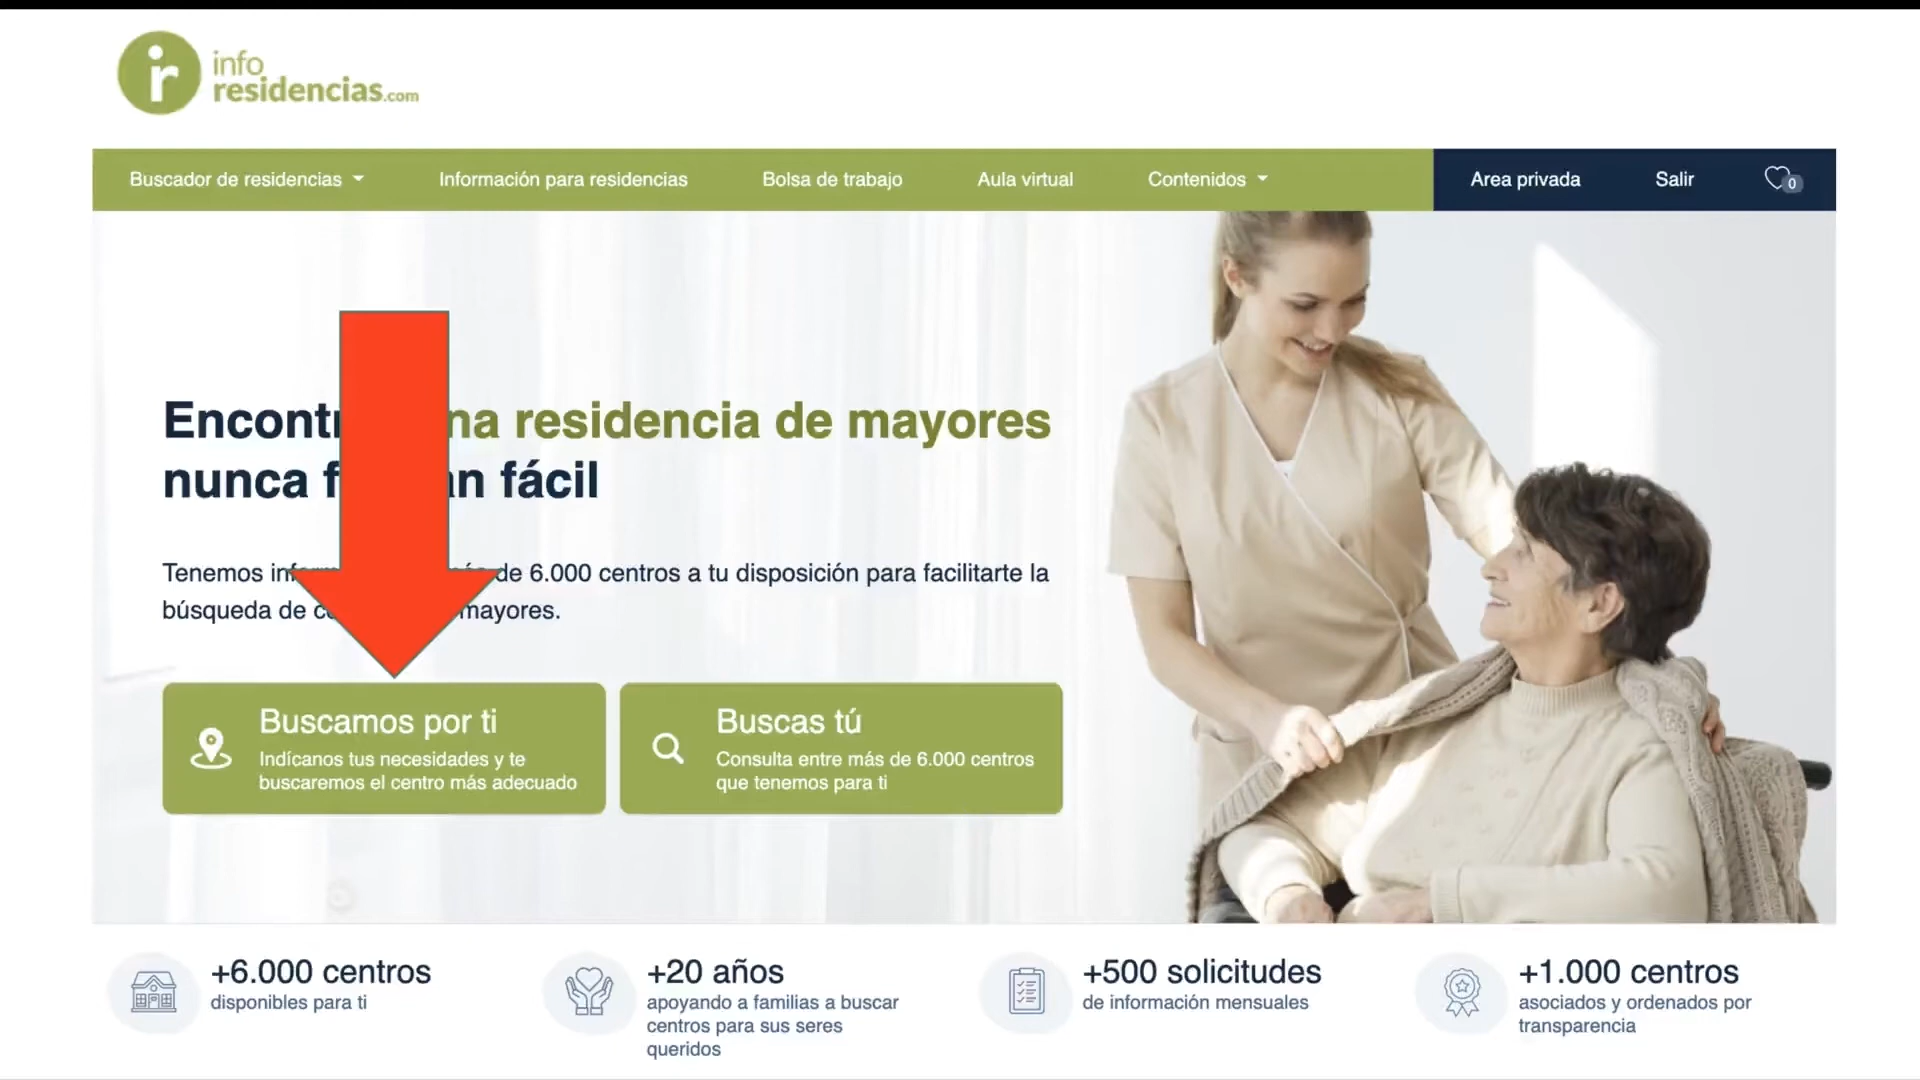 info
residencias.com
Buscador de residencias
Información para residencias
Bolsa de trabajo
Aula virtual
Contenidos
Area privada
Salir
0
na residencia de mayores
nunca fácil
Tenemos de 6.000 centros a tu disposición para facilitarte la
búsqueda de mayores.
Buscamos por ti
Indícanos tus necesidades y te
buscaremos el centro más adecuado
Buscas tú
Consulta entre más de 6.000 centros
que tenemos para ti
+6.000 centros
disponibles para ti
+20 años
apoyando a familias a buscar
centros para sus seres
queridos
+500 solicitudes
de información mensuales
+1.000 centros
asociados y ordenados por
transparencia